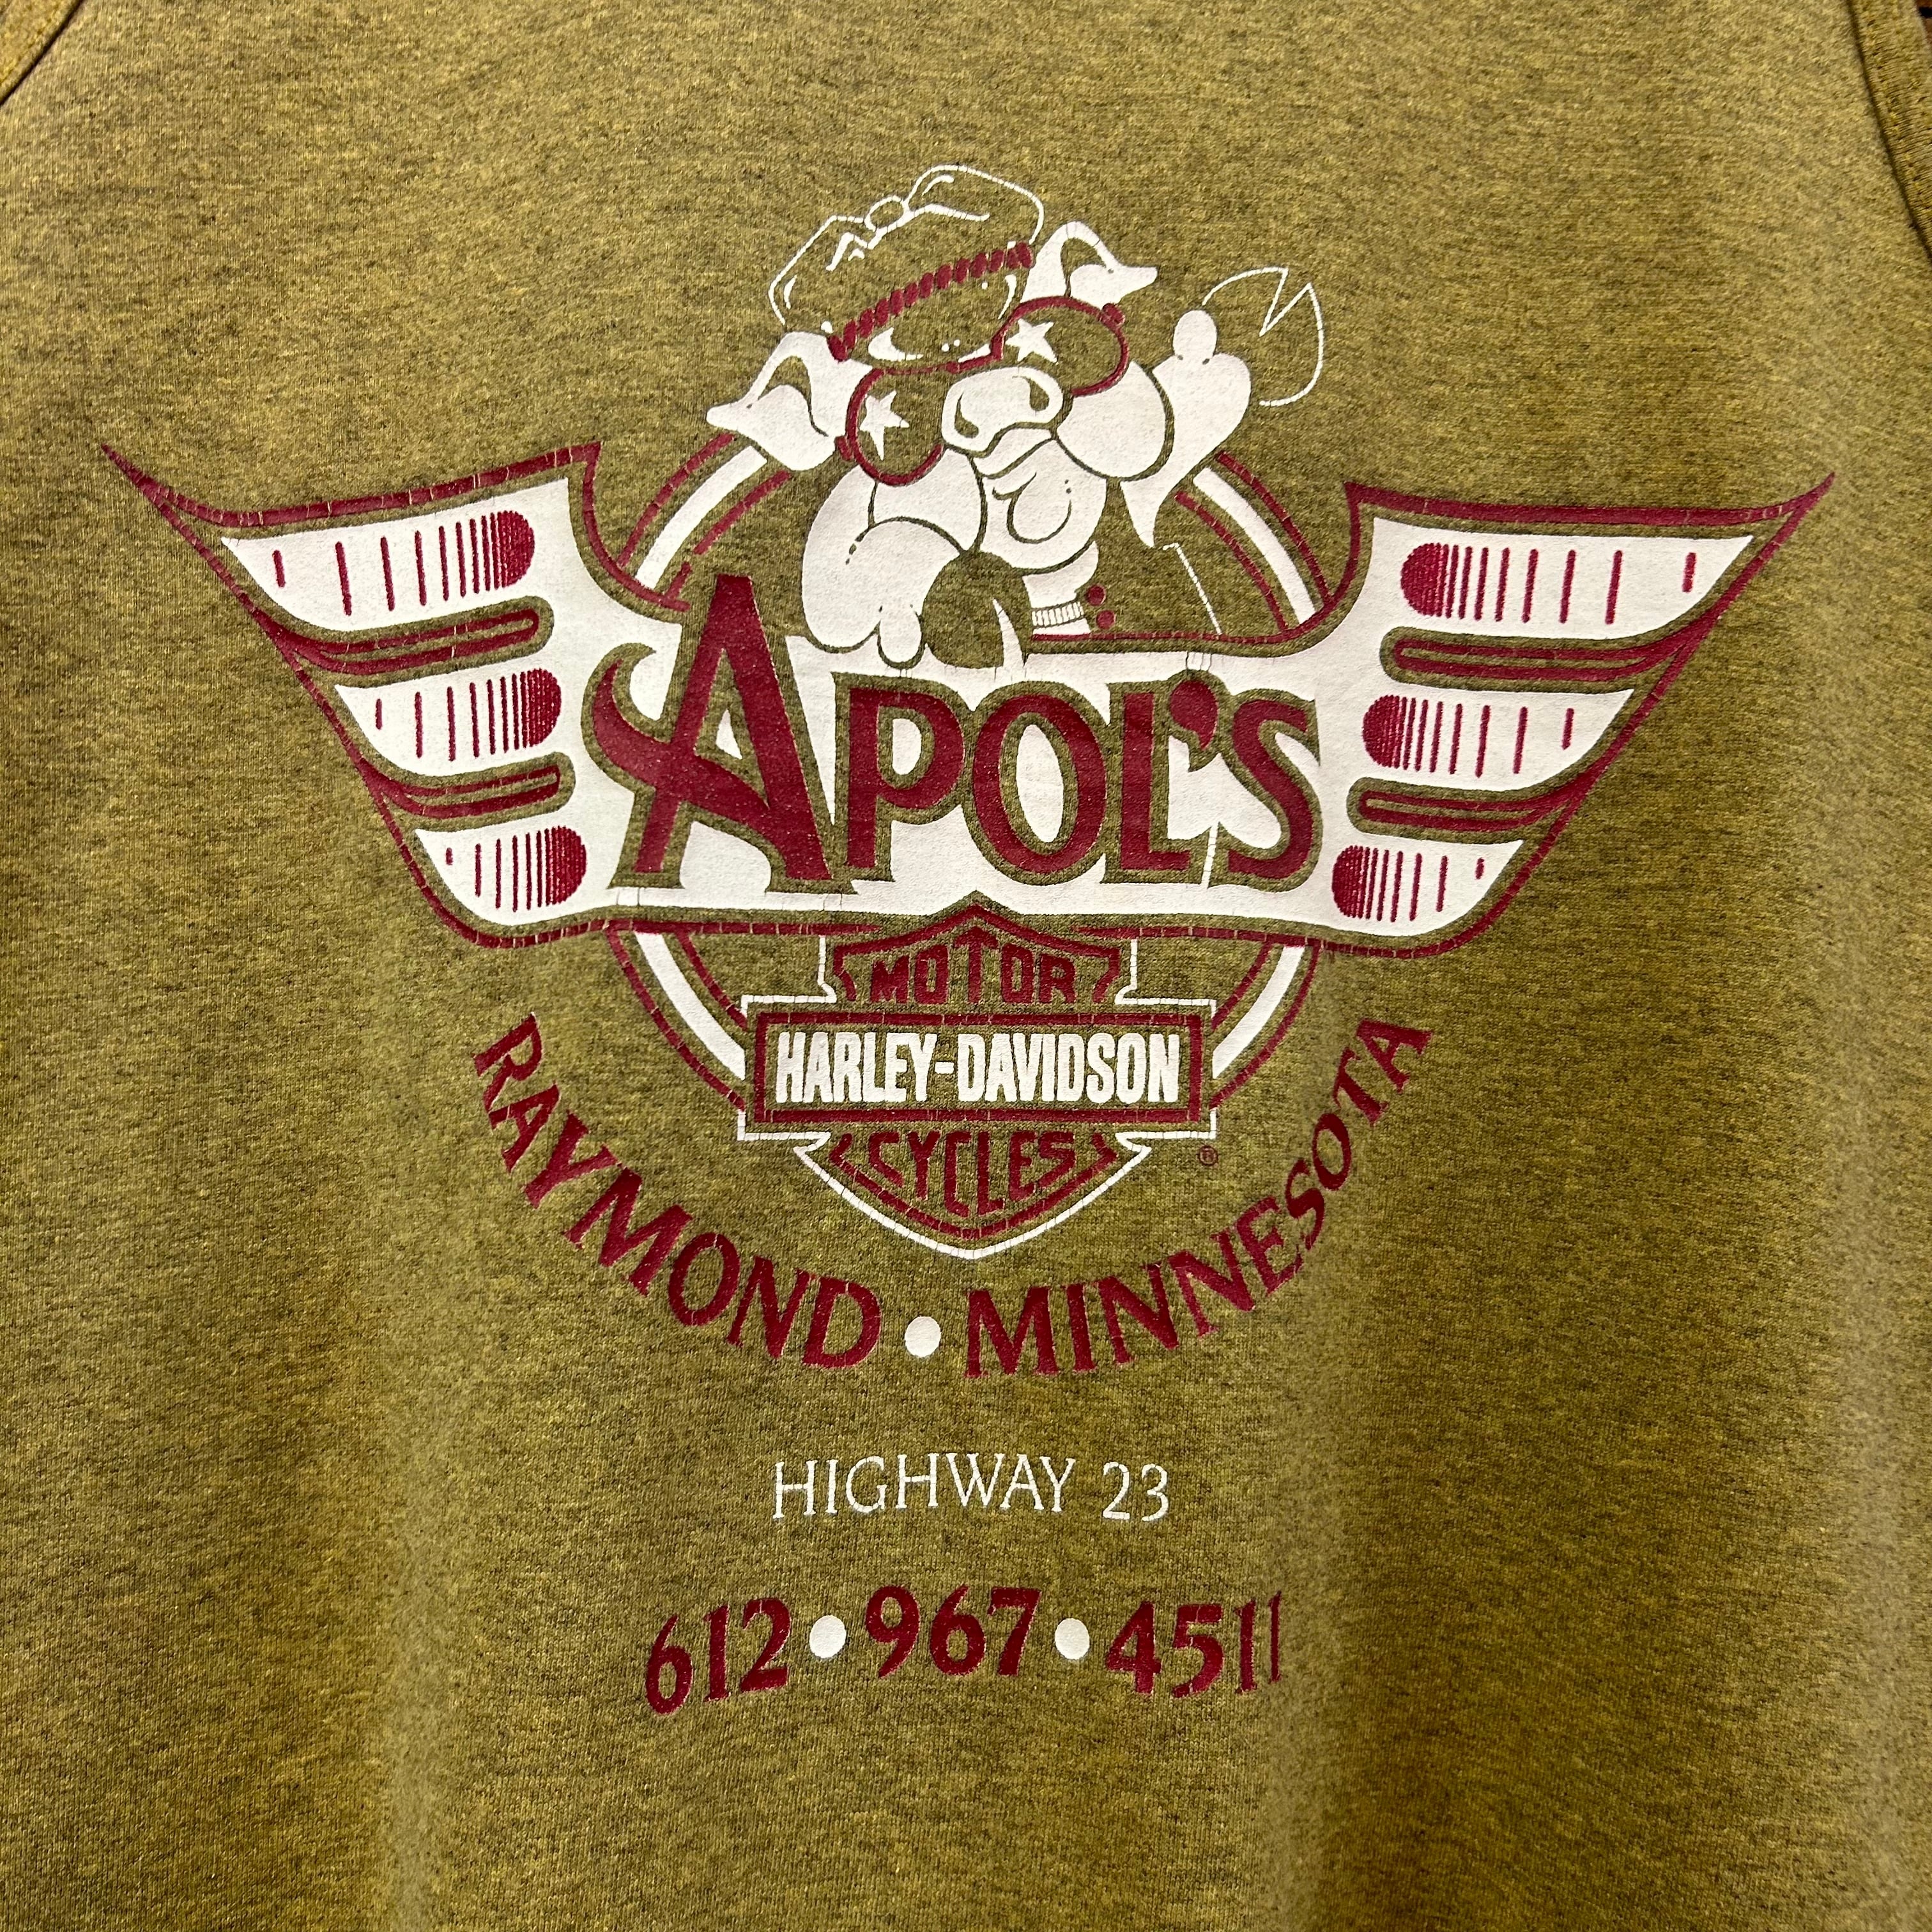 APOL'S
MOTOR
HARLEY-DAVIDSON
CYCLES ®
RAYMOND • MINNESOTA
HIGHWAY 23
612•967•4511